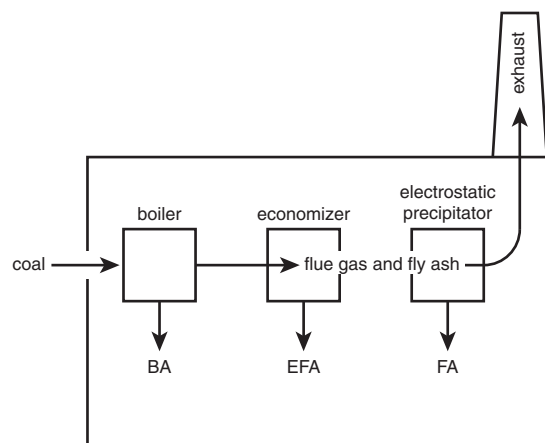 exhaust
electrostatic
precipitator
boiler
economizer
coal
flue gas and fly ash
BA
EFA
FA